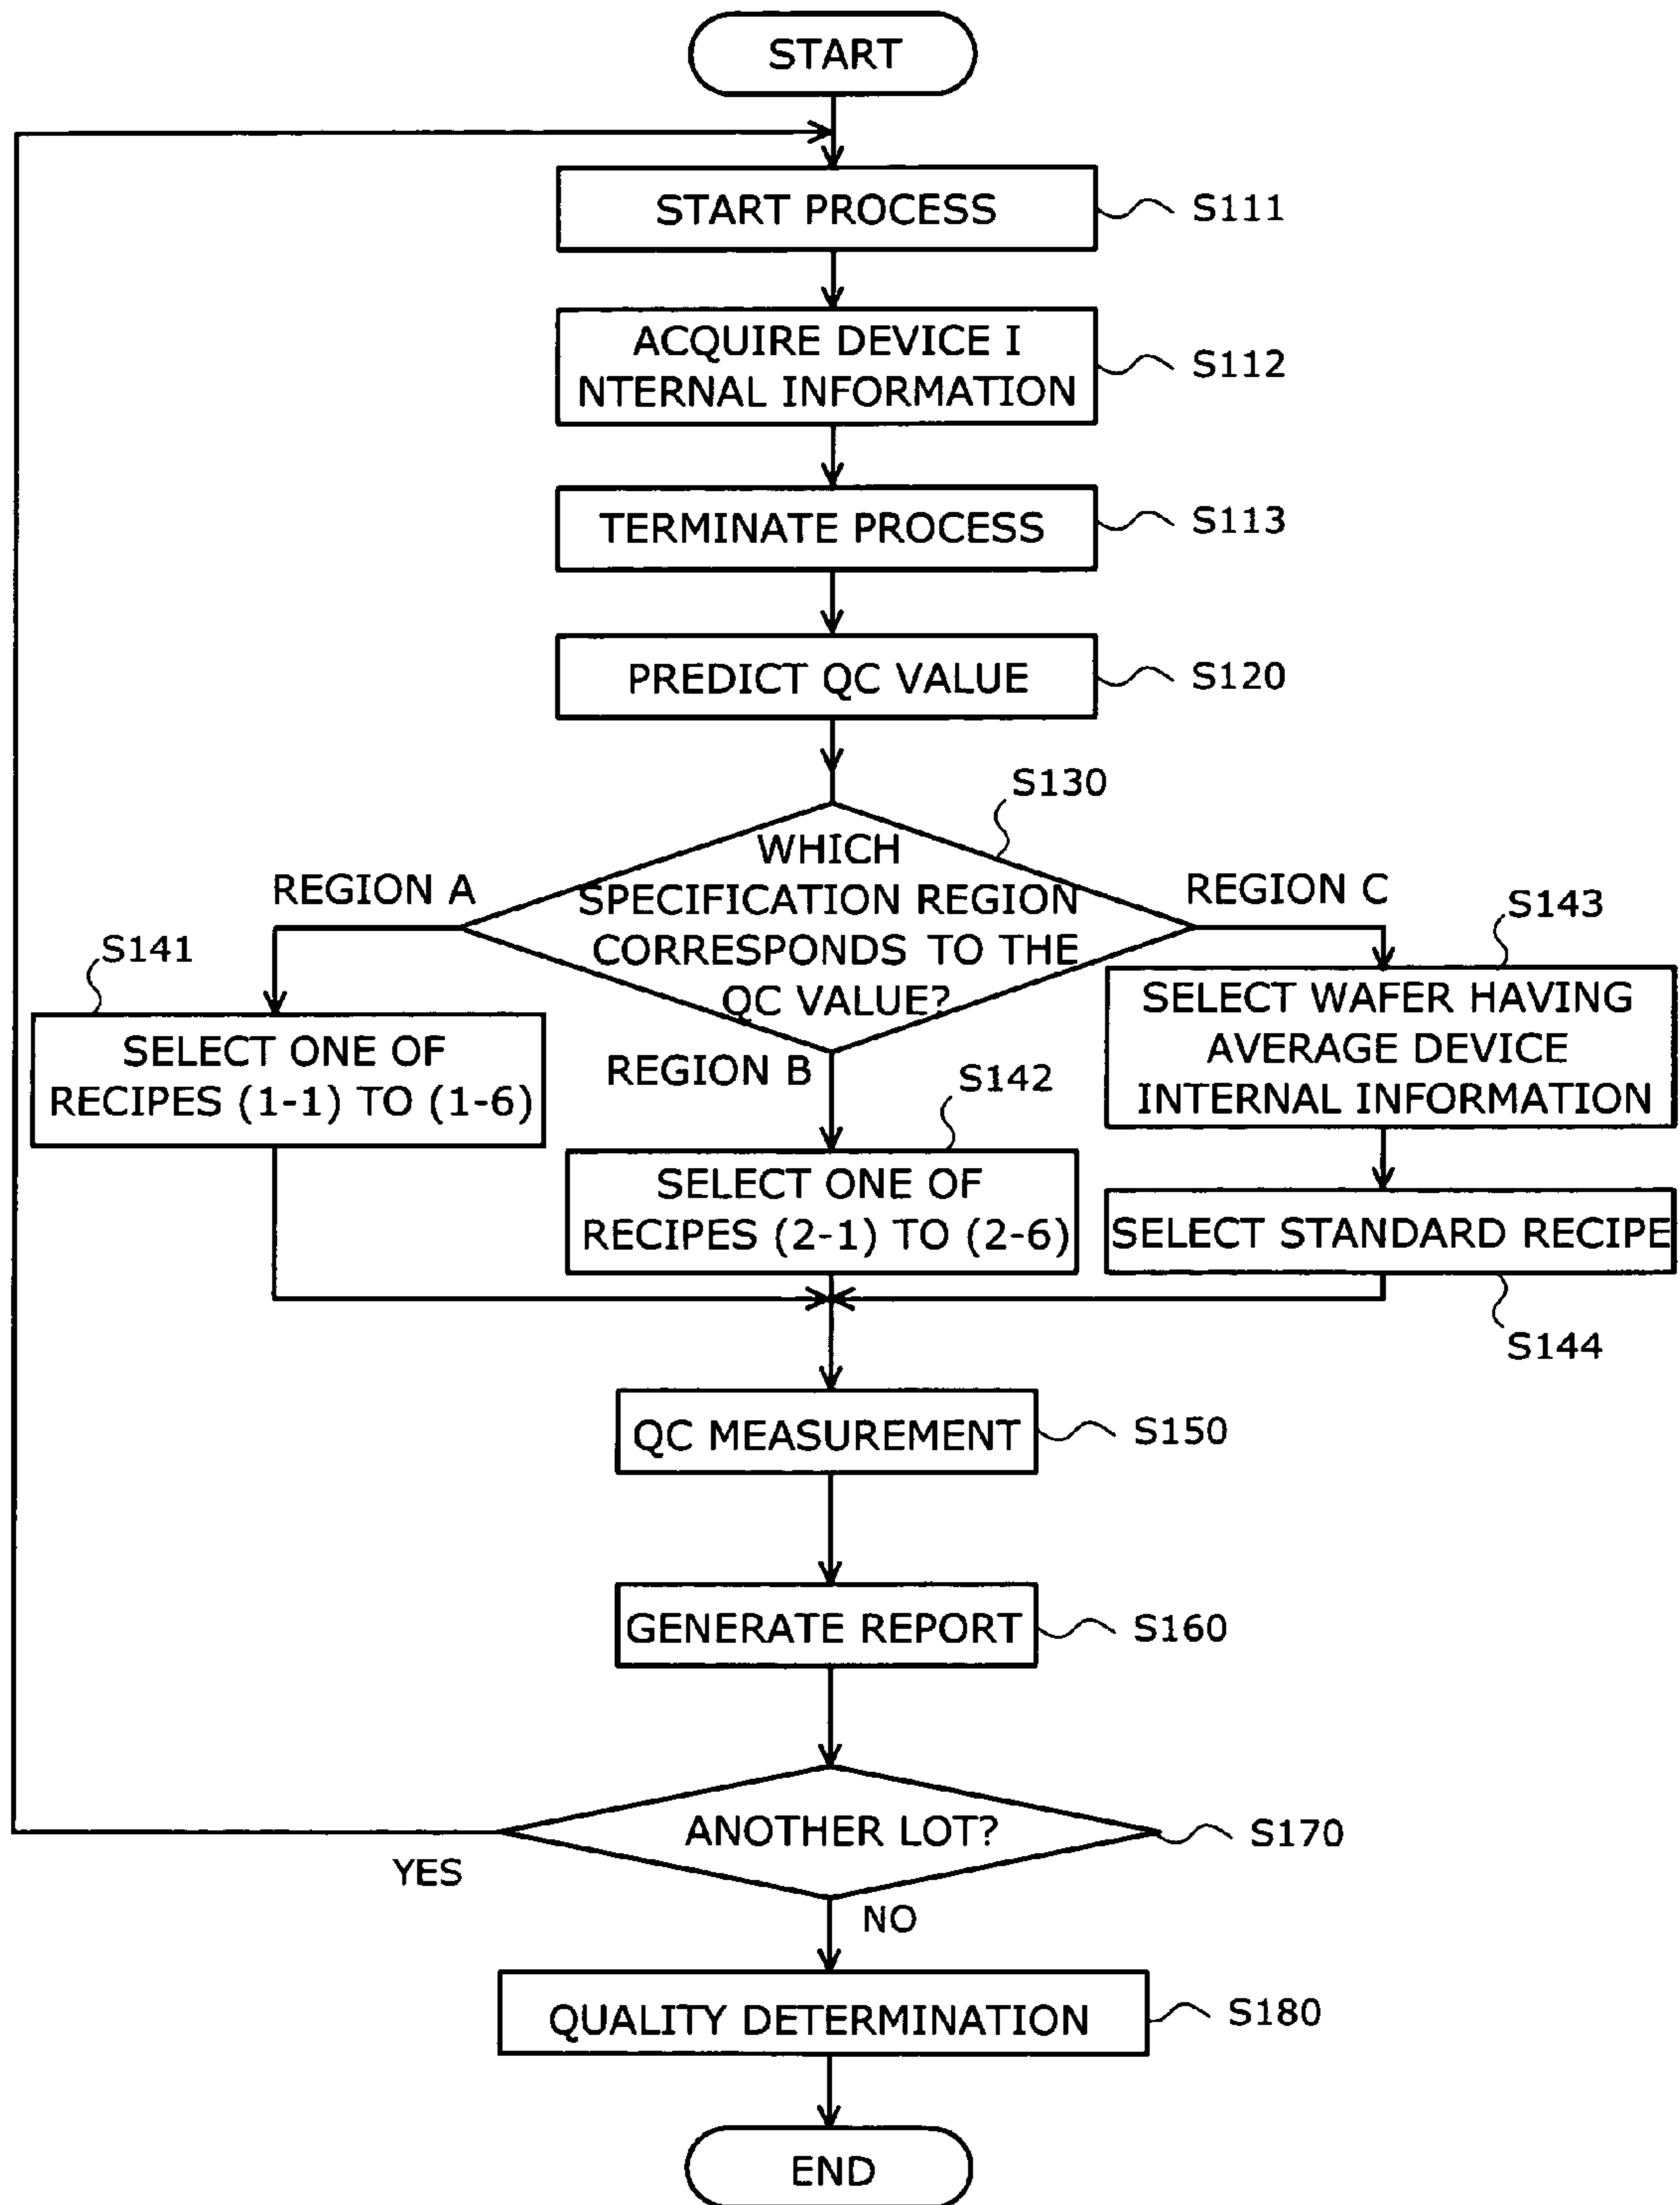 START
START PROCESS
S111
ACQUIRE DEVICE I
NTERNAL INFORMATION
S112
TERMINATE PROCESS
S113
PREDICT QC VALUE
S120
S130
WHICH
SPECIFICATION REGION
CORRESPONDS TO THE
QC VALUE?
REGION A
REGION B
REGION C
S141
SELECT ONE OF
RECIPES (1-1) TO (1-6)
S142
SELECT ONE OF
RECIPES (2-1) TO (2-6)
S143
SELECT WAFER HAVING
AVERAGE DEVICE
INTERNAL INFORMATION
SELECT STANDARD RECIPE
S144
QC MEASUREMENT
S150
GENERATE REPORT
S160
ANOTHER LOT?
S170
YES
NO
QUALITY DETERMINATION
S180
END